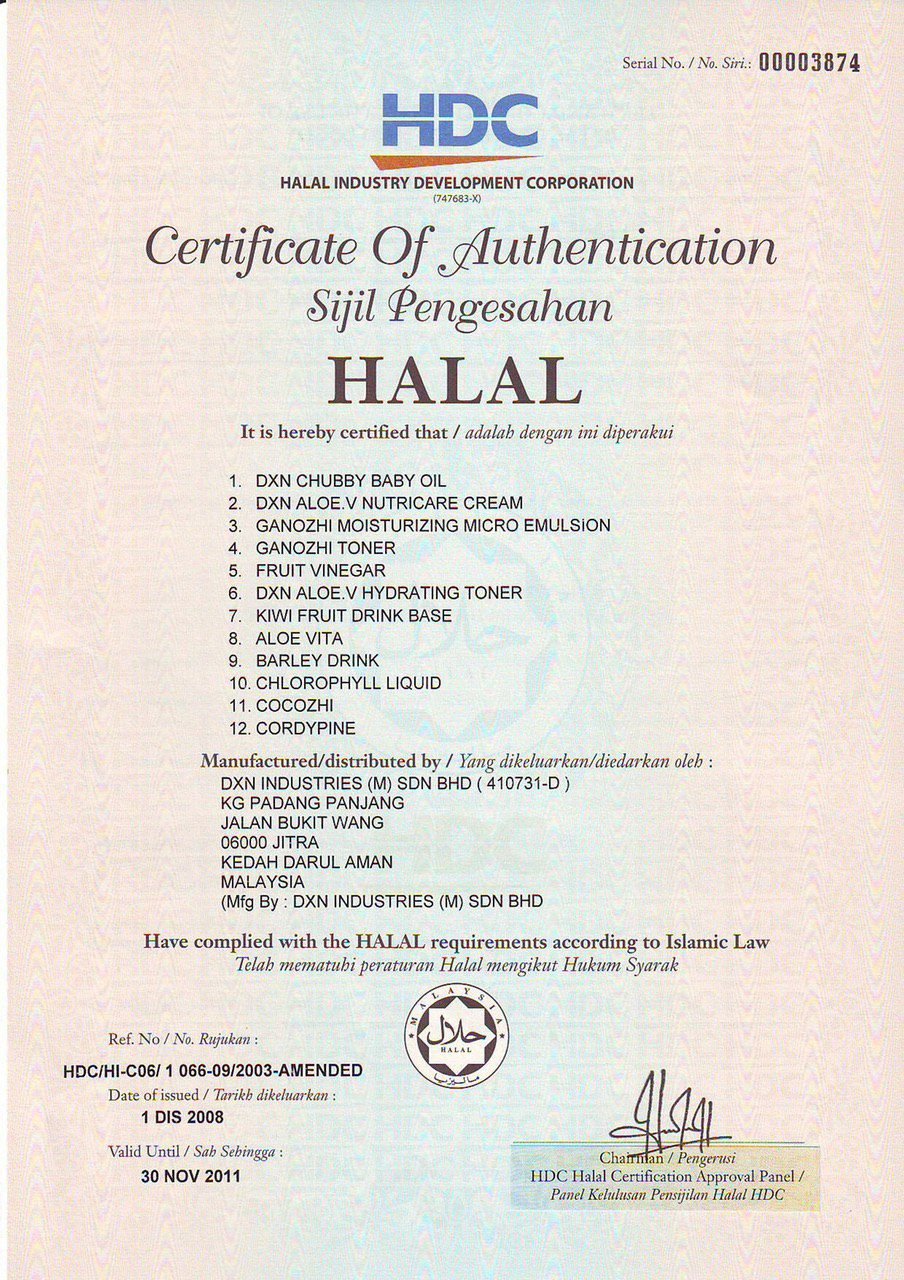 Serial No. / No. Siri.: 00003874
HDC
HALAL INDUSTRY DEVELOPMENT CORPORATION
(747683-X)
Certificate Of Authentication
Sijil Pengesahan
HALAL
It is hereby certified that / adalah dengan ini diperakui
1. DXN CHUBBY BABY OIL
2. DXN ALOE.V NUTRICARE CREAM
3. GANOZHI MOISTURIZING MICRO EMULSiON
4. GANOZHI TONER
5. FRUIT VINEGAR
6. DXN ALOE.V HYDRATING TONER
7. KIWI FRUIT DRINK BASE
8. ALOE VITA
9. BARLEY DRINK
10. CHLOROPHYLL LIQUID
11. COCOZHI
12. CORDYPINE
Manufactured/distributed by / Yang dikeluarkan/diedarkan oleh :
DXN INDUSTRIES (M) SDN BHD ( 410731-D )
KG PADANG PANJANG
JALAN BUKIT WANG
06000 JITRA
KEDAH DARUL AMAN
MALAYSIA
(Mfg By : DXN INDUSTRIES (M) SDN BHD
Have complied with the HALAL requirements according to Islamic Law
Telah mematuhi peraturan Halal mengikut Hukum Syarak
MALAYSIA
حلال
HALAL
ماليزيا
Ref. No / No. Rujukan :
HDC/HI-C06/ 1 066-09/2003-AMENDED
Date of issued / Tarikh dikeluarkan :
1 DIS 2008
Valid Until / Sah Sehingga :
30 NOV 2011
Chairman / Pengerusi
HDC Halal Certification Approval Panel /
Panel Kelulusan Pensijilan Halal HDC